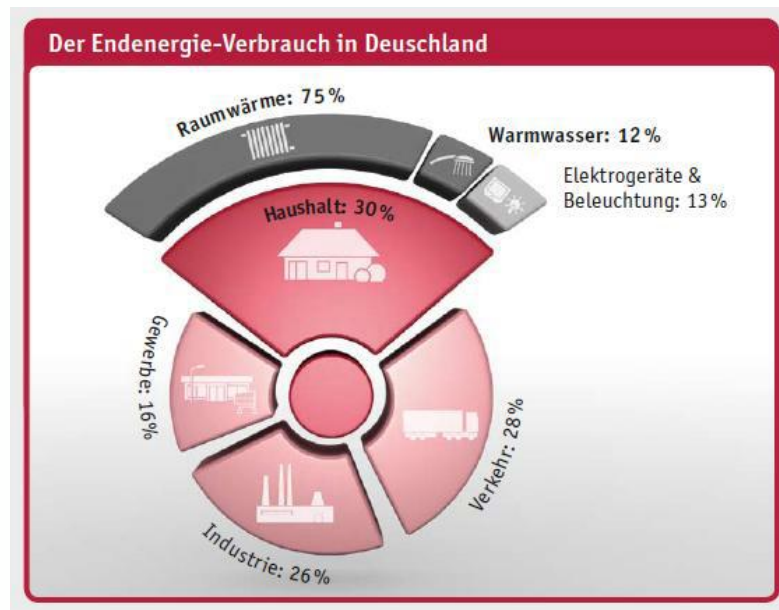 Der Endenergie-Verbrauch in Deuschland
Raumwärme: 75%
Warmwasser: 12%
Elektrogeräte &
Beleuchtung: 13%
Haushalt: 30%
Gewerbe: 16%
Verkehr: 28%
Industrie: 26%